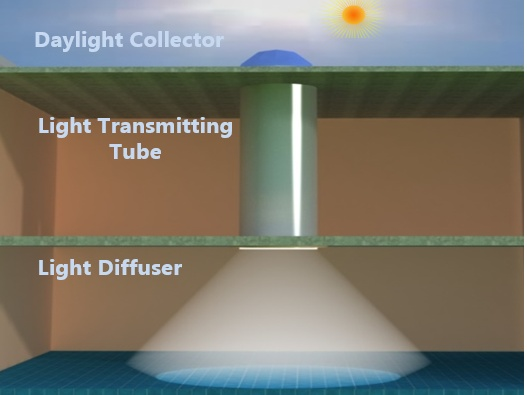 Daylight Collector
Light Transmitting
Tube
Light Diffuser